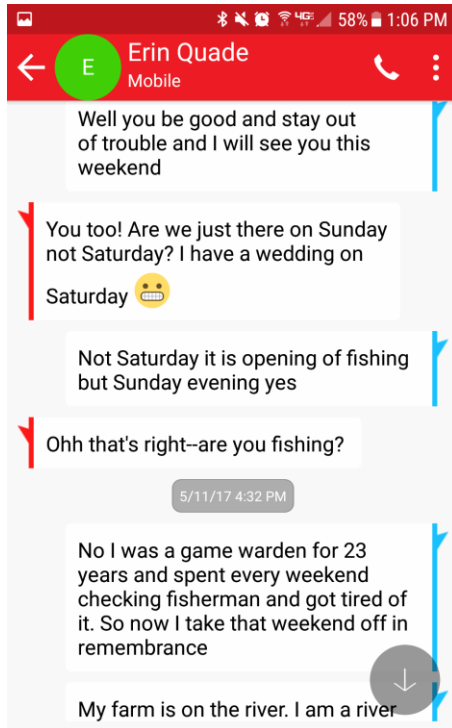 58% 1:06 PM
E
Erin Quade
Mobile
Well you be good and stay out
of trouble and I will see you this
weekend
You too! Are we just there on Sunday
not Saturday? I have a wedding on
Saturday 😬
Not Saturday it is opening of fishing
but Sunday evening yes
Ohh that's right--are you fishing?
5/11/17 4:32 PM
No I was a game warden for 23
years and spent every weekend
checking fisherman and got tired of
it. So now I take that weekend off in
remembrance
My farm is on the river. I am a river